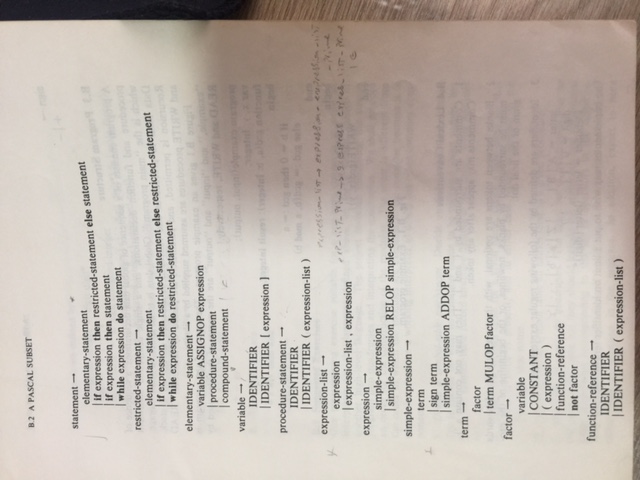 B.2 A PASCAL SUBSET
statement →
elementary-statement
| if expression then restricted-statement else statement
| if expression then statement
| while expression do statement
restricted-statement →
elementary-statement
| if expression then restricted-statement else restricted-statement
| while expression do restricted-statement
elementary-statement →
variable ASSIGNOP expression
| procedure-statement
| compound-statement
variable →
IDENTIFIER
| IDENTIFIER [ expression ]
procedure-statement →
IDENTIFIER
| IDENTIFIER ( expression-list )
expression-list →
expression
| expression-list , expression
expression →
simple-expression
| simple-expression RELOP simple-expression
simple-expression →
term
| sign term
| simple-expression ADDOP term
term →
factor
| term MULOP factor
factor →
variable
| CONSTANT
| ( expression )
| function-reference
| not factor
function-reference →
IDENTIFIER
| IDENTIFIER ( expression-list )